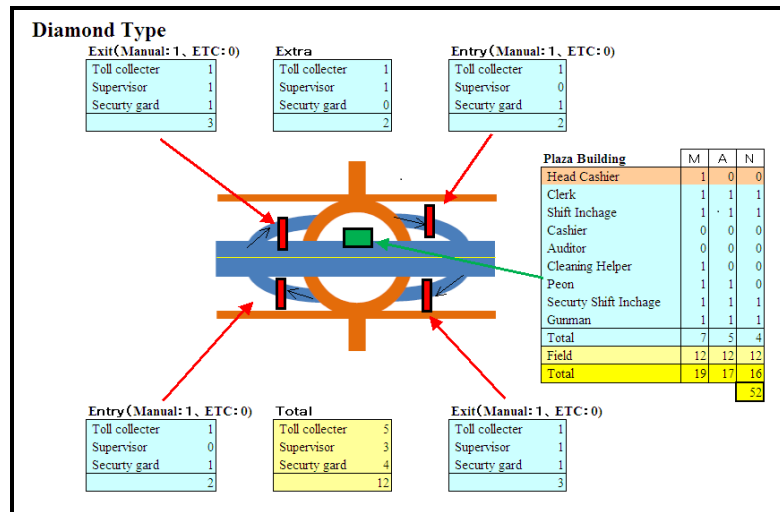 Diamond Type
Exit(Manual:1、ETC:0)
Toll collecter 1
Supervisor 1
Securty gard 1
3
Extra
Toll collecter 1
Supervisor 1
Securty gard 0
2
Entry(Manual:1、ETC:0)
Toll collecter 1
Supervisor 0
Securty gard 1
2
Plaza Building M A N
Head Cashier 1 0 0
Clerk 1 1 1
Shift Inchage 1 1 1
Cashier 0 0 0
Auditor 0 0 0
Cleaning Helper 1 0 0
Peon 1 1 0
Securty Shift Inchage 1 1 1
Gunman 1 1 1
Total 7 5 4
Field 12 12 12
Total 19 17 16
52
Entry(Manual:1、ETC:0)
Toll collecter 1
Supervisor 0
Securty gard 1
2
Total
Toll collecter 5
Supervisor 3
Securty gard 4
12
Exit(Manual:1、ETC:0)
Toll collecter 1
Supervisor 1
Securty gard 1
3